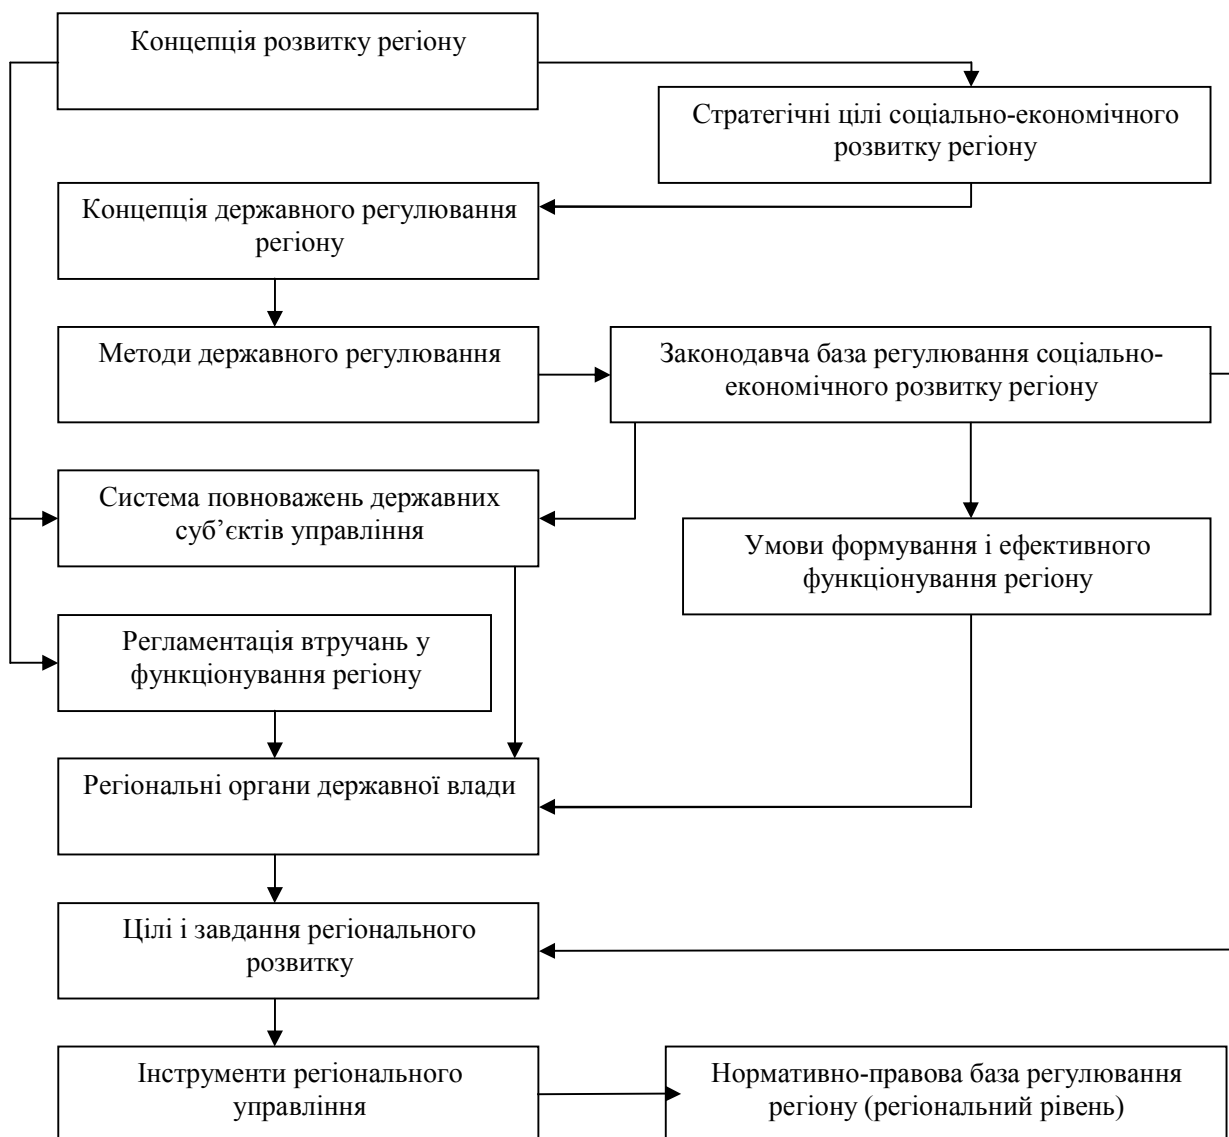 Концепція розвитку регіону
Стратегічні цілі соціально-економічного
розвитку регіону
Концепція державного регулювання
регіону
Методи державного регулювання
Законодавча база регулювання соціально-
економічного розвитку регіону
Система повноважень державних
суб’єктів управління
Умови формування і ефективного
функціонування регіону
Регламентація втручань у
функціонування регіону
Регіональні органи державної влади
Цілі і завдання регіонального
розвитку
Інструменти регіонального
управління
Нормативно-правова база регулювання
регіону (регіональний рівень)